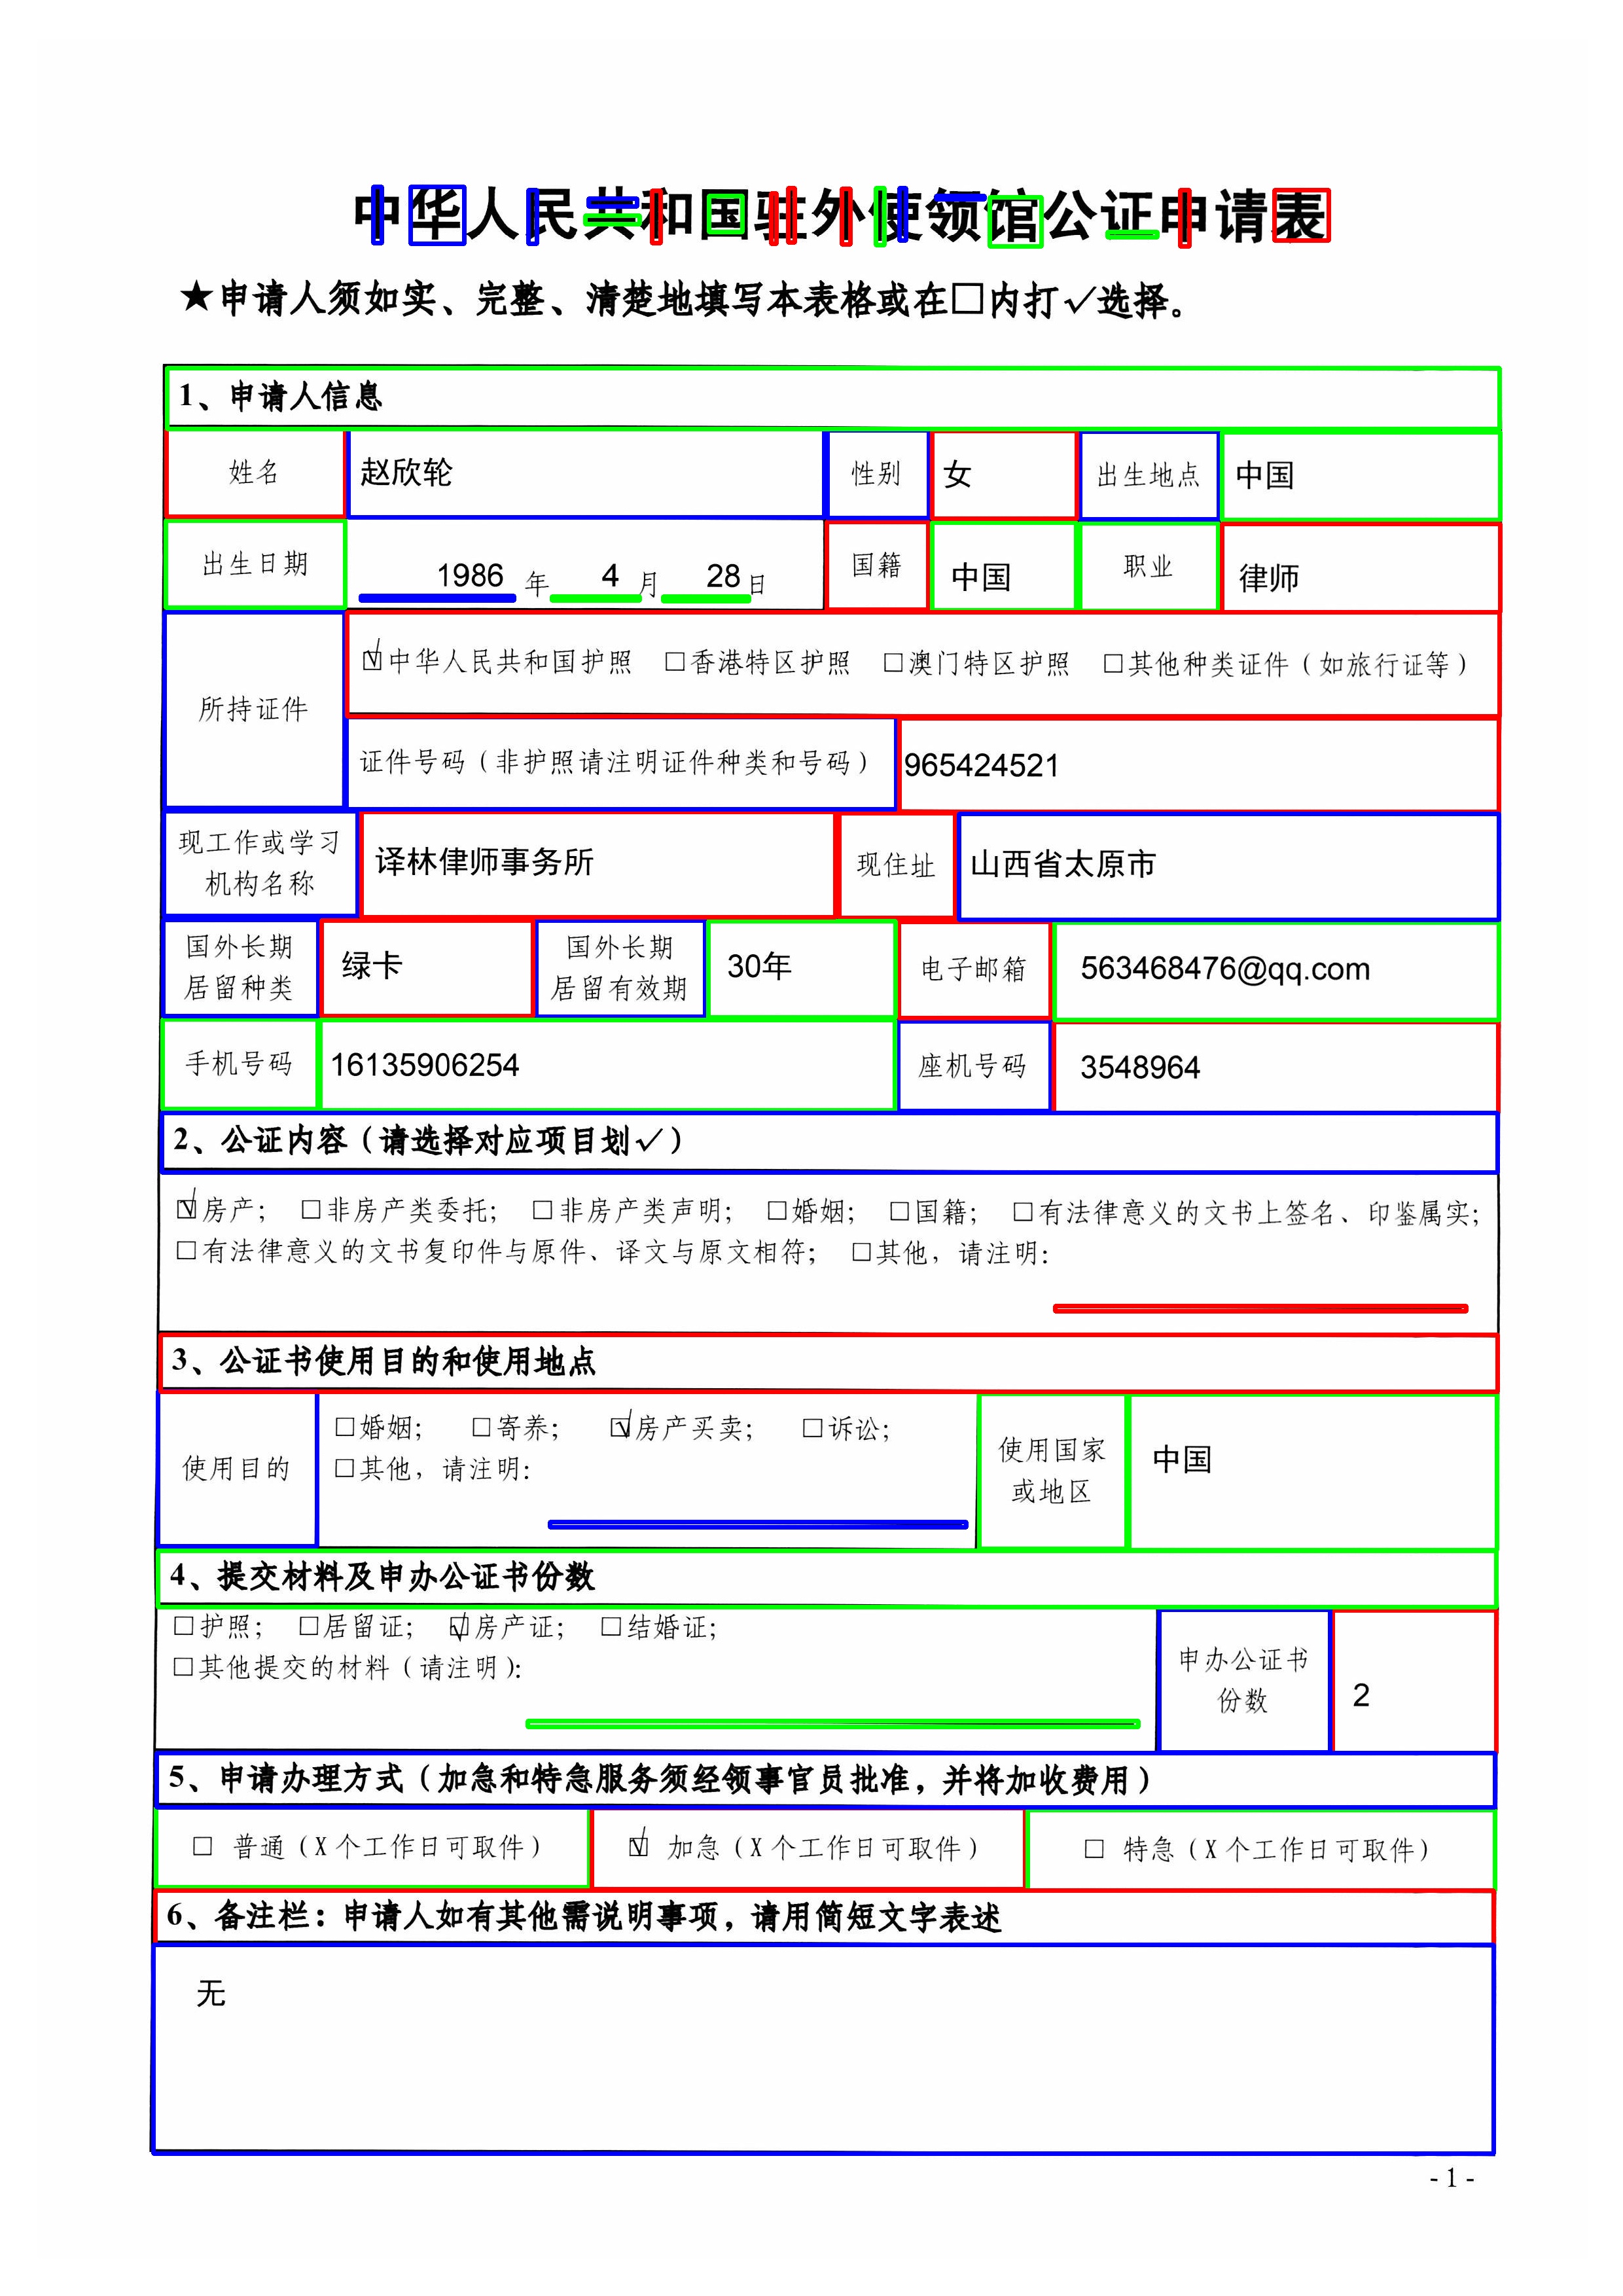 中华人民共和国驻外使领馆公证申请表
★申请人须如实、完整、清楚地填写本表格或在□内打√选择。
1、申请人信息
姓名 赵欣轮 性别 女 出生地点 中国
出生日期 1986 年 4 月 28 日 国籍 中国 职业 律师
所持证件
☑中华人民共和国护照 □香港特区护照 □澳门特区护照 □其他种类证件（如旅行证等）
证件号码（非护照请注明证件种类和号码） 965424521
现工作或学习
机构名称
译林律师事务所 现住址 山西省太原市
国外长期
居留种类
绿卡
国外长期
居留有效期
30年 电子邮箱 563468476@qq.com
手机号码 16135906254 座机号码 3548964
2、公证内容（请选择对应项目划√）
☑房产； □非房产类委托； □非房产类声明； □婚姻； □国籍； □有法律意义的文书上签名、印鉴属实；
□有法律意义的文书复印件与原件、译文与原文相符； □其他，请注明：
3、公证书使用目的和使用地点
使用目的
□婚姻； □寄养； ☑房产买卖； □诉讼；
□其他，请注明：
使用国家
或地区
中国
4、提交材料及申办公证书份数
□护照； □居留证； ☑房产证； □结婚证；
□其他提交的材料（请注明）：
申办公证书
份数
2
5、申请办理方式（加急和特急服务须经领事官员批准，并将加收费用）
□ 普通（X 个工作日可取件） ☑ 加急（X 个工作日可取件） □ 特急（X 个工作日可取件）
6、备注栏：申请人如有其他需说明事项，请用简短文字表述
无
- 1 -